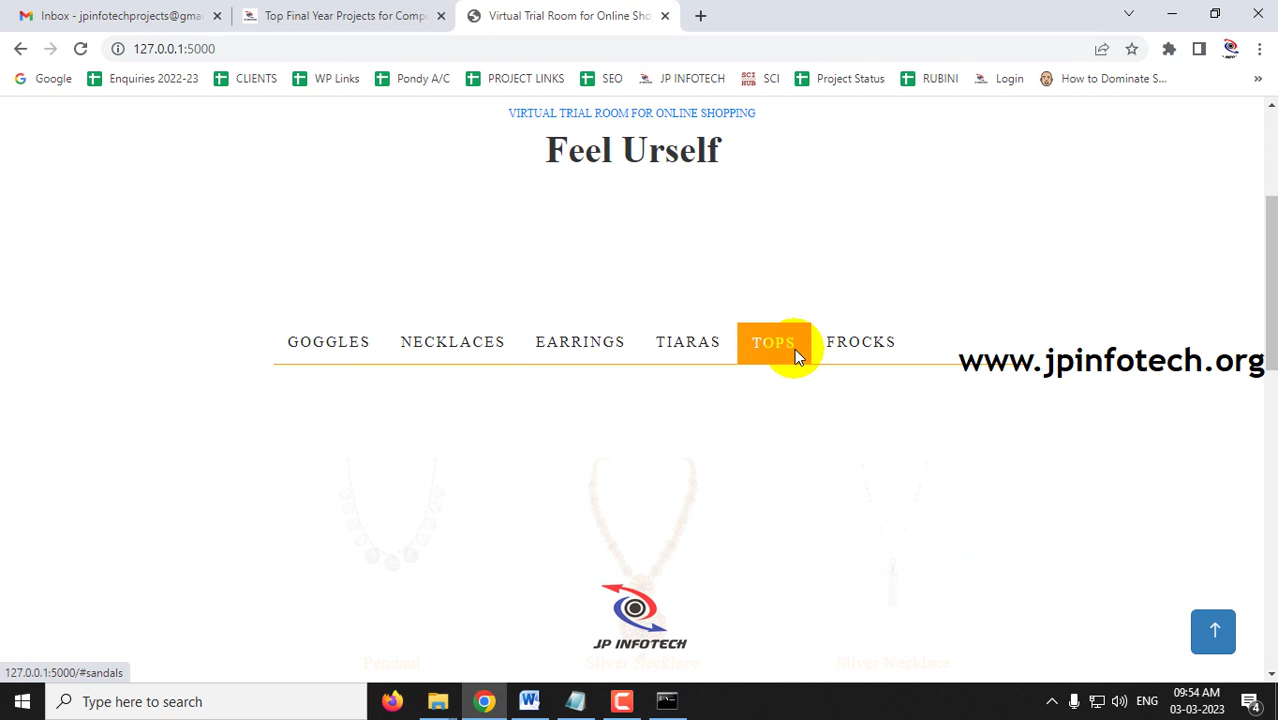 Inbox - jpinfotechprojects@gma
Top Final Year Projects for Comp
Virtual Trial Room for Online Sho
127.0.0.1:5000
Google
Enquiries 2022-23
CLIENTS
WP Links
Pondy A/C
PROJECT LINKS
SEO
JP INFOTECH
SCI HUB
SCI
Project Status
RUBINI
Login
How to Dominate S...
VIRTUAL TRIAL ROOM FOR ONLINE SHOPPING
Feel Urself
GOGGLES
NECKLACES
EARRINGS
TIARAS
TOPS
FROCKS
www.jpinfotech.org
JP INFOTECH
Pendant
Silver Necklace
Silver Necklace
127.0.0.1:5000/#sandals
Type here to search
ENG
09:54 AM
03-03-2023
4